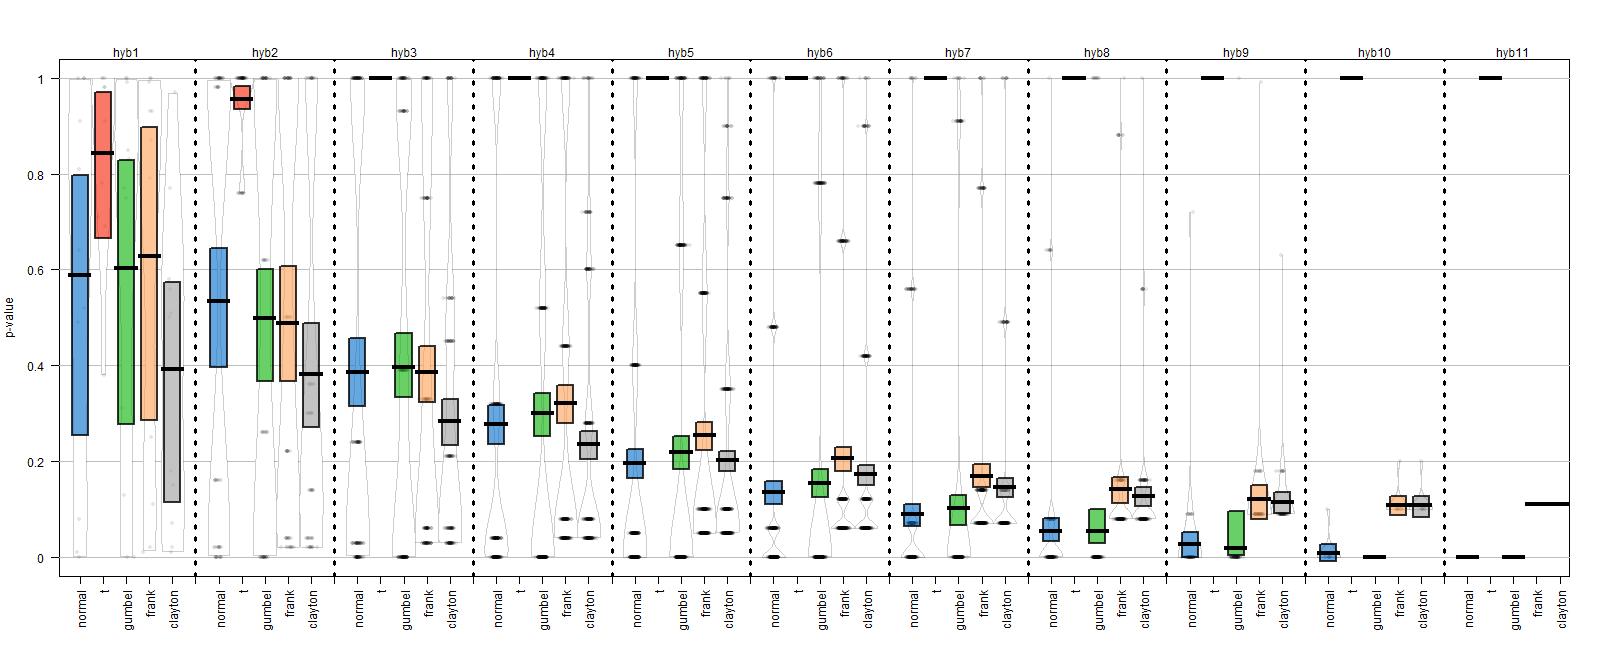 hyb1 hyb2 hyb3 hyb4 hyb5 hyb6 hyb7 hyb8 hyb9 hyb10 hyb11
1
0.8
0.6
0.4
0.2
0
p-value
normal t gumbel frank clayton normal t gumbel frank clayton normal t gumbel frank clayton normal t gumbel frank clayton normal t gumbel frank clayton normal t gumbel frank clayton normal t gumbel frank clayton normal t gumbel frank clayton normal t gumbel frank clayton normal t gumbel frank clayton normal t gumbel frank clayton